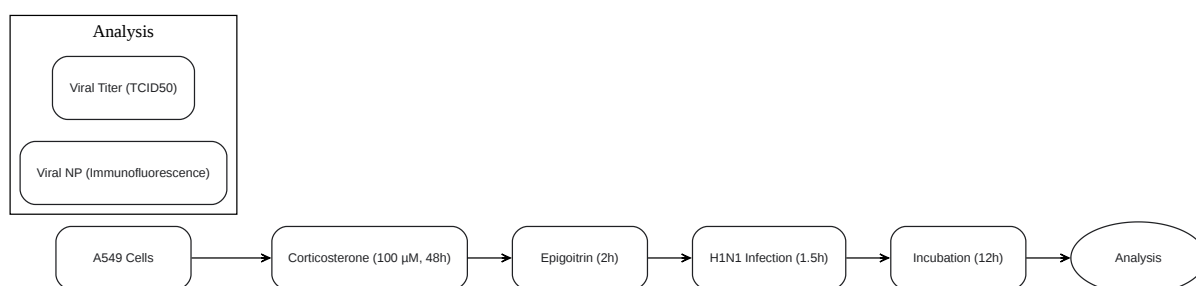 Analysis
Viral Titer (TCID50)
Viral NP (Immunofluorescence)
A549 Cells
Corticosterone (100 µM, 48h)
Epigoitrin (2h)
H1N1 Infection (1.5h)
Incubation (12h)
Analysis